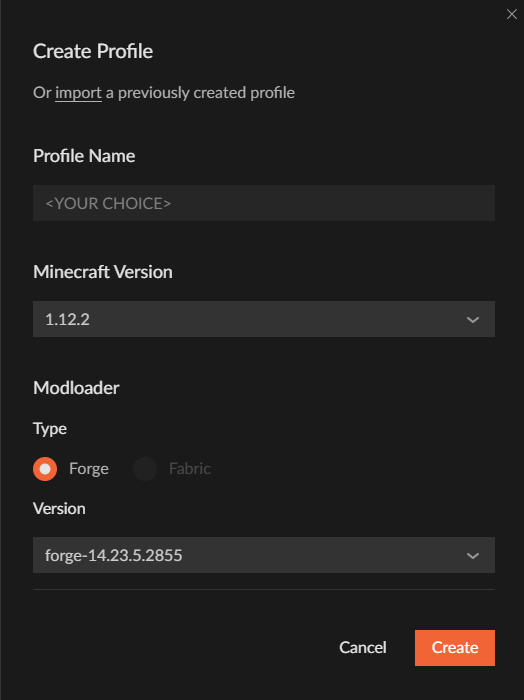 Create Profile
Or import a previously created profile
Profile Name
<YOUR CHOICE>
Minecraft Version
1.12.2
Modloader
Type
Forge Fabric
Version
forge-14.23.5.2855
Cancel Create